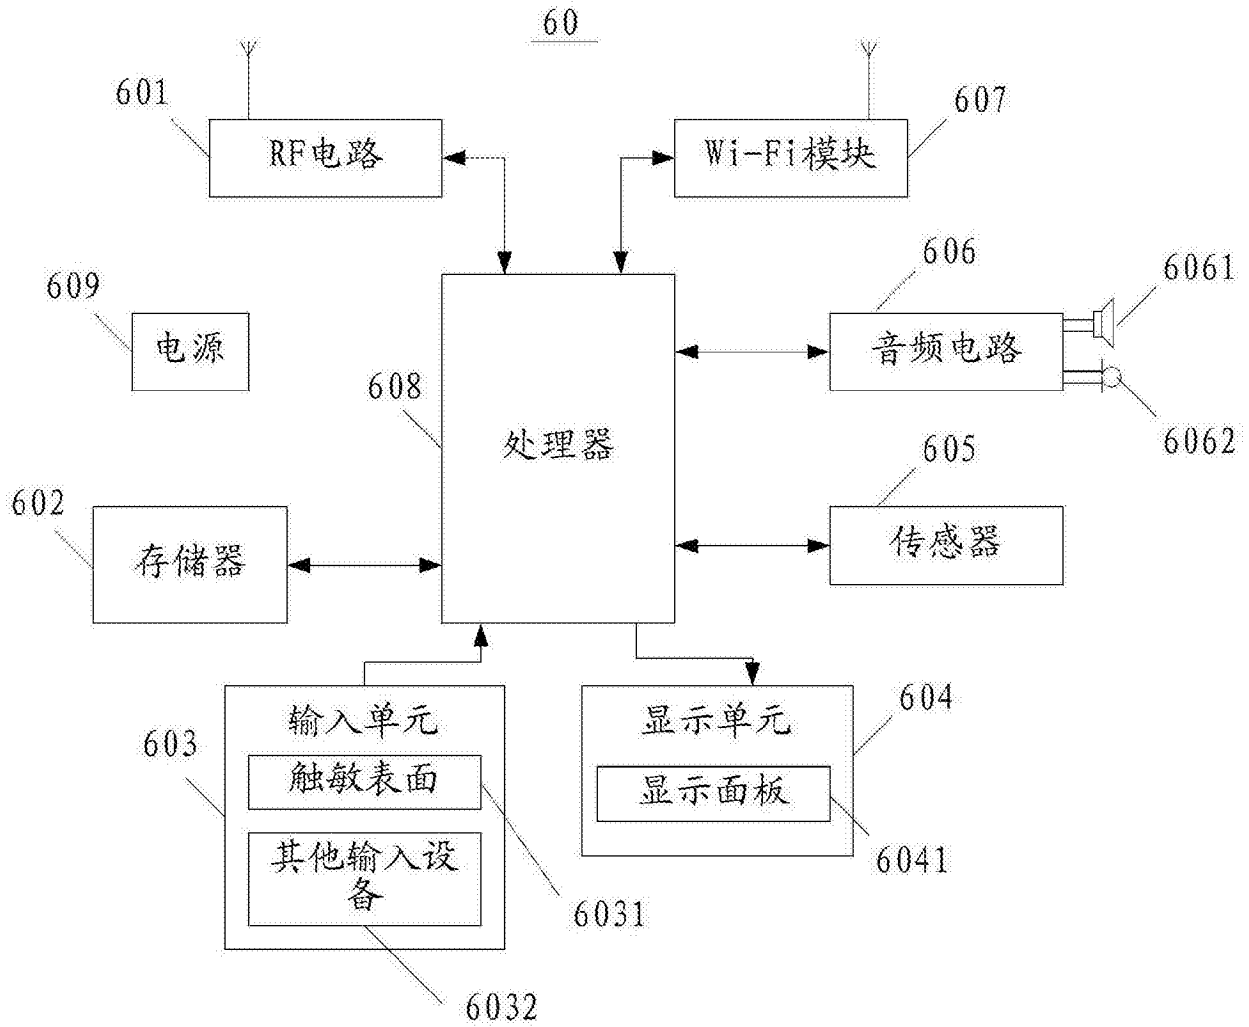 60
601
607
RF电路
Wi-Fi模块
606
6061
609
电源
音频电路
608
处理器
6062
605
602
存储器
传感器
输入单元
显示单元
604
603
触敏表面
显示面板
其他输入设
备
6041
6031
6032